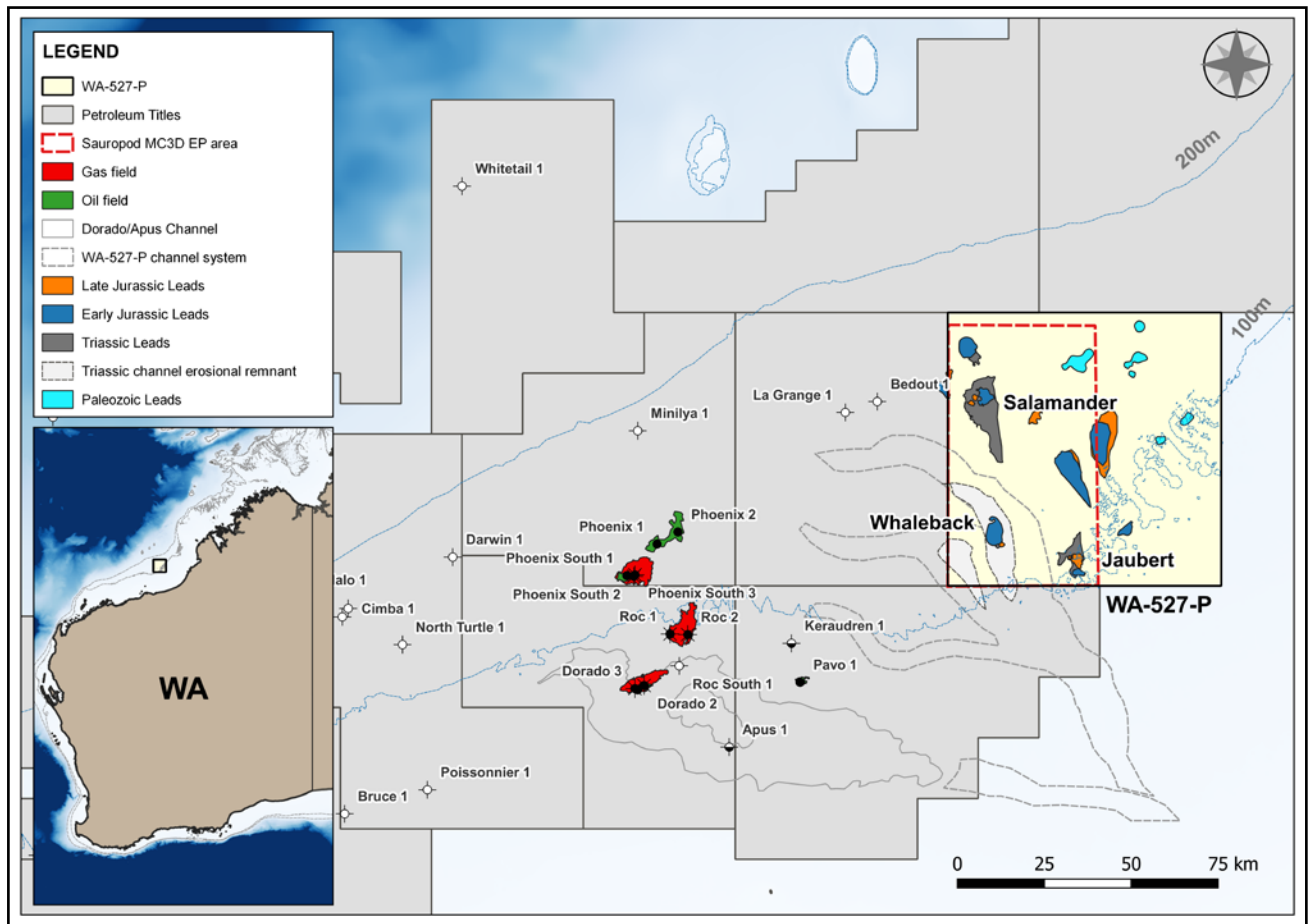 LEGEND
WA-527-P
Petroleum Titles
Sauropod MC3D EP area
Gas field
Oil field
Dorado/Apus Channel
WA-527-P channel system
Late Jurassic Leads
Early Jurassic Leads
Triassic Leads
Triassic channel erosional remnant
Paleozoic Leads
WA
Whitetail 1
200m
100m
Minilya 1
La Grange 1
Bedout 1
Salamander
Whaleback
Jaubert
WA-527-P
Phoenix 1
Phoenix 2
Darwin 1
Phoenix South 1
Phoenix South 2
Phoenix South 3
alo 1
Cimba 1
North Turtle 1
Roc 1
Roc 2
Keraudren 1
Dorado 3
Roc South 1
Pavo 1
Dorado 2
Apus 1
Poissonnier 1
Bruce 1
0 25 50 75 km